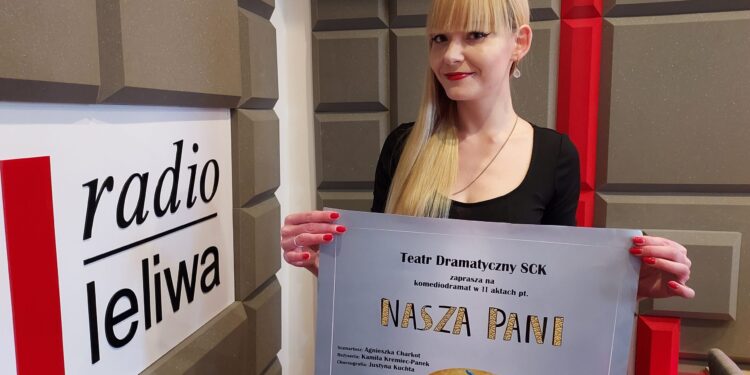 radio
leliwa
Teatr Dramatyczny SCK
zaprasza na
komediodramat w II aktach pt.
NASZA PANI
Scenariusz: Agnieszka Charkot
Reżyseria: Kamila Kremiec-Panek
Choreografia: Justyna Kuchta